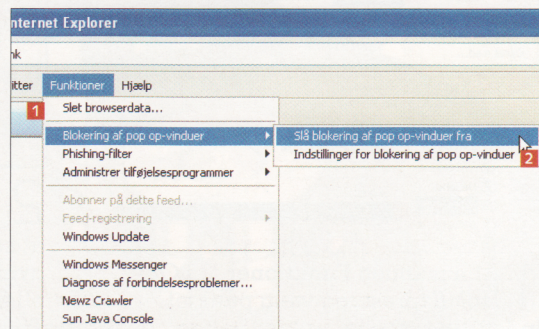 nternet Explorer
nk
itter Funktioner Hjælp
1
Slet browserdata...
Blokering af pop op-vinduer
Slå blokering af pop op-vinduer fra
Phishing-filter
Indstillinger for blokering af pop op-vinduer
2
Administrer tilføjelsesprogrammer
Abonner på dette feed...
Feed-registrering
Windows Update
Windows Messenger
Diagnose af forbindelsesproblemer...
Newz Crawler
Sun Java Console